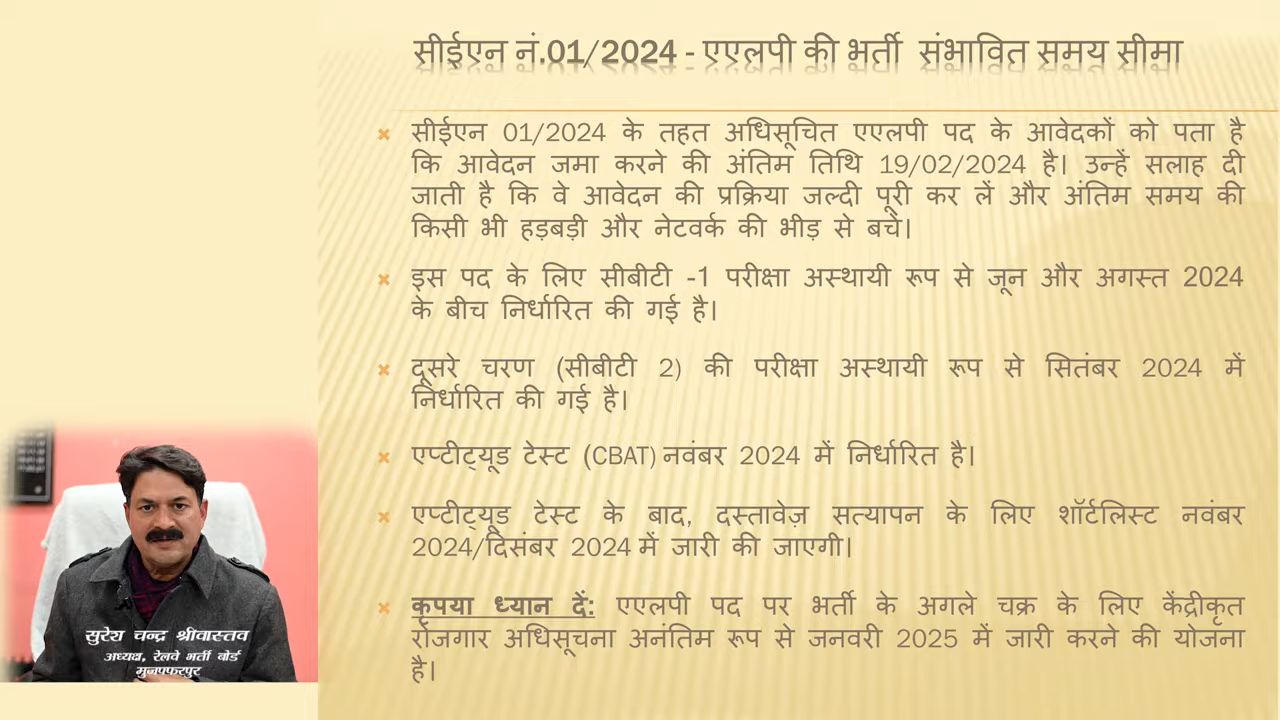 सीईएन नं.01/2024 - एएलपी की भर्ती संभावित समय सीमा
सीईएन 01/2024 के तहत अधिसूचित एएलपी पद के आवेदकों को पता है
कि आवेदन जमा करने की अंतिम तिथि 19/02/2024 है। उन्हें सलाह दी
जाती है कि वे आवेदन की प्रक्रिया जल्दी पूरी कर लें और अंतिम समय की
किसी भी हड़बड़ी और नेटवर्क की भीड़ से बचें।
इस पद के लिए सीबीटी -1 परीक्षा अस्थायी रूप से जून और अगस्त 2024
के बीच निर्धारित की गई है।
दूसरे चरण (सीबीटी 2) की परीक्षा अस्थायी रूप से सितंबर 2024 में
निर्धारित की गई है।
एप्टीट्यूड टेस्ट (CBAT) नवंबर 2024 में निर्धारित है।
एप्टीट्यूड टेस्ट के बाद, दस्तावेज़ सत्यापन के लिए शॉर्टलिस्ट नवंबर
2024/दिसंबर 2024 में जारी की जाएगी।
कृपया ध्यान दें: एएलपी पद पर भर्ती के अगले चक्र के लिए केंद्रीकृत
रोजगार अधिसूचना अनंतिम रूप से जनवरी 2025 में जारी करने की योजना
है।
सुरेश चन्द्र श्रीवास्तव
अध्यक्ष, रेलवे भर्ती बोर्ड
मुजफ्फरपुर